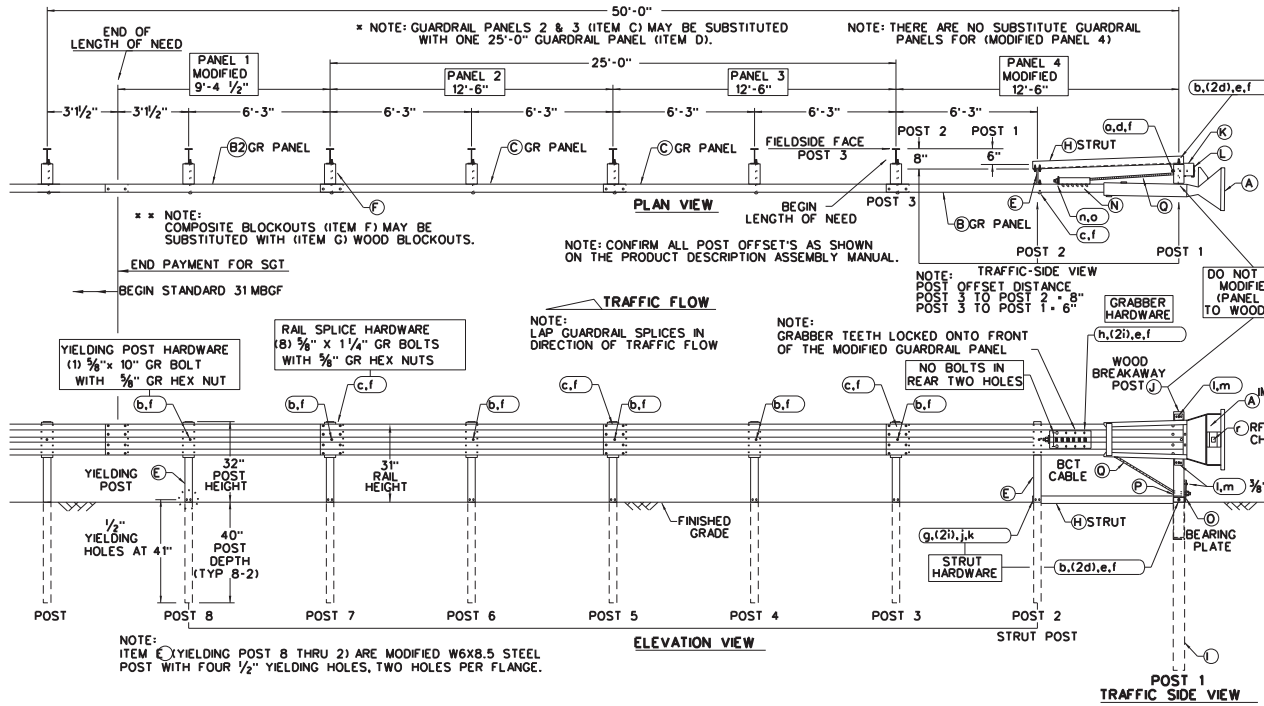 50'-0"
END OF
LENGTH OF NEED
* NOTE: GUARDRAIL PANELS 2 & 3 (ITEM C) MAY BE SUBSTITUTED
WITH ONE 25'-0" GUARDRAIL PANEL (ITEM D).
NOTE: THERE ARE NO SUBSTITUTE GUARDRAIL
PANELS FOR (MODIFIED PANEL 4)
25'-0"
PANEL 1
MODIFIED
9'-4 1/2"
PANEL 2
12'-6"
PANEL 3
12'-6"
PANEL 4
MODIFIED
12'-6"
b,(2d),e,f
3'1 1/2"
3'1 1/2"
6'-3"
6'-3"
6'-3"
6'-3"
6'-3"
6'-3"
POST 2
POST 1
a,d,f
K
FIELDSIDE FACE
POST 3
8"
6"
H STRUT
L
B2 GR PANEL
C GR PANEL
C GR PANEL
A
F
PLAN VIEW
POST 3
E
n,o
N
Q
BEGIN
LENGTH OF NEED
B GR PANEL
c,f
* * NOTE:
COMPOSITE BLOCKOUTS (ITEM F) MAY BE
SUBSTITUTED WITH (ITEM G) WOOD BLOCKOUTS.
NOTE: CONFIRM ALL POST OFFSET'S AS SHOWN
ON THE PRODUCT DESCRIPTION ASSEMBLY MANUAL.
POST 2
POST 1
END PAYMENT FOR SGT
BEGIN STANDARD 31 MBGF
NOTE: TRAFFIC-SIDE VIEW
POST OFFSET DISTANCE
POST 3 TO POST 2 = 8"
POST 3 TO POST 1 = 6"
DO NOT
MODIFIE
(PANEL
TO WOOD
TRAFFIC FLOW
NOTE:
LAP GUARDRAIL SPLICES IN
DIRECTION OF TRAFFIC FLOW
NOTE:
GRABBER TEETH LOCKED ONTO FRONT
OF THE MODIFIED GUARDRAIL PANEL
GRABBER
HARDWARE
h,(2i),e,f
YIELDING POST HARDWARE
(1) 5/8"x 10" GR BOLT
WITH 5/8" GR HEX NUT
RAIL SPLICE HARDWARE
(8) 5/8" X 1 1/4" GR BOLTS
WITH 5/8" GR HEX NUTS
NO BOLTS IN
REAR TWO HOLES
WOOD
BREAKAWAY
POST J
l,m
A
IM
b,f
b,f
c,f
b,f
c,f
b,f
b,f
c,f
b,f
r
RF
CH
YIELDING
POST
E
32"
POST
HEIGHT
31"
RAIL
HEIGHT
E
BCT
CABLE
Q
P
l,m
3/8"
1/2"
YIELDING
HOLES AT 41"
40"
POST
DEPTH
(TYP 8-2)
FINISHED
GRADE
H STRUT
O
BEARING
PLATE
g,(2i),j,k
STRUT
HARDWARE
b,(2d),e,f
POST
POST 8
POST 7
POST 6
POST 5
POST 4
POST 3
POST 2
STRUT POST
ELEVATION VIEW
NOTE:
ITEM E (YIELDING POST 8 THRU 2) ARE MODIFIED W6X8.5 STEEL
POST WITH FOUR 1/2" YIELDING HOLES, TWO HOLES PER FLANGE.
I
POST 1
TRAFFIC SIDE VIEW